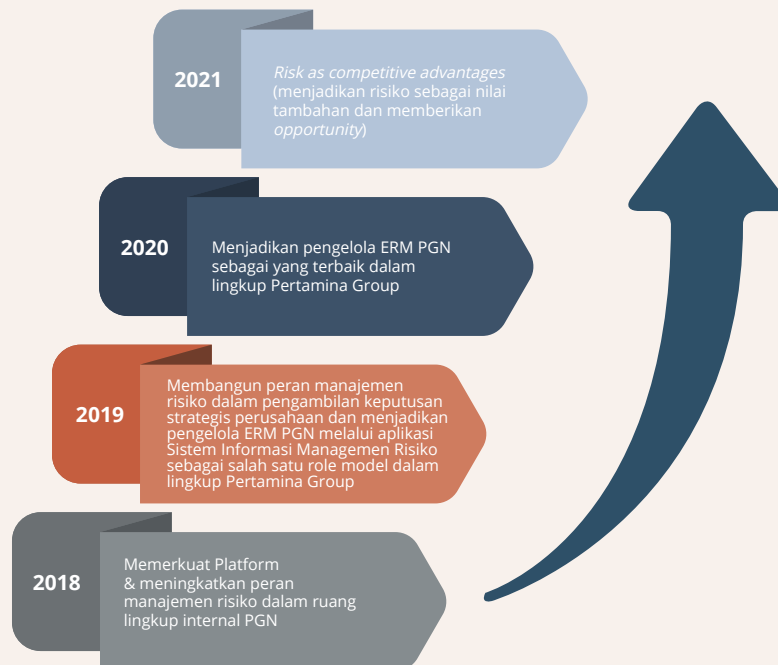 2021
Risk as competitive advantages
(menjadikan risiko sebagai nilai
tambahan dan memberikan
opportunity)
2020
Menjadikan pengelola ERM PGN
sebagai yang terbaik dalam
lingkup Pertamina Group
2019
Membangun peran manajemen
risiko dalam pengambilan keputusan
strategis perusahaan dan menjadikan
pengelola ERM PGN melalui aplikasi
Sistem Informasi Managemen Risiko
sebagai salah satu role model dalam
lingkup Pertamina Group
2018
Memerkuat Platform
& meningkatkan peran
manajemen risiko dalam ruang
lingkup internal PGN